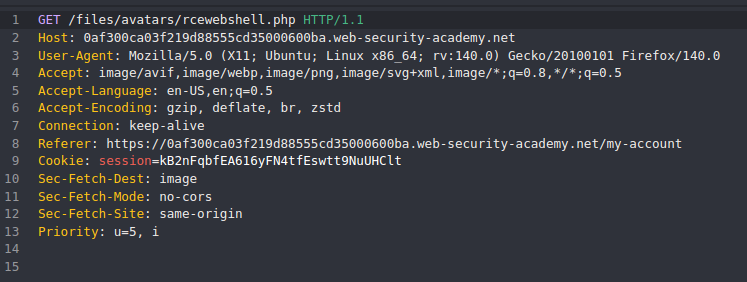 1 GET /files/avatars/rcewebshell.php HTTP/1.1
2 Host: 0af300ca03f219d88555cd35000600ba.web-security-academy.net
3 User-Agent: Mozilla/5.0 (X11; Ubuntu; Linux x86_64; rv:140.0) Gecko/20100101 Firefox/140.0
4 Accept: image/avif,image/webp,image/png,image/svg+xml,image/*;q=0.8,*/*;q=0.5
5 Accept-Language: en-US,en;q=0.5
6 Accept-Encoding: gzip, deflate, br, zstd
7 Connection: keep-alive
8 Referer: https://0af300ca03f219d88555cd35000600ba.web-security-academy.net/my-account
9 Cookie: session=kB2nFqbfEA616yFN4tfEswtt9NuUHClt
10 Sec-Fetch-Dest: image
11 Sec-Fetch-Mode: no-cors
12 Sec-Fetch-Site: same-origin
13 Priority: u=5, i
14
15